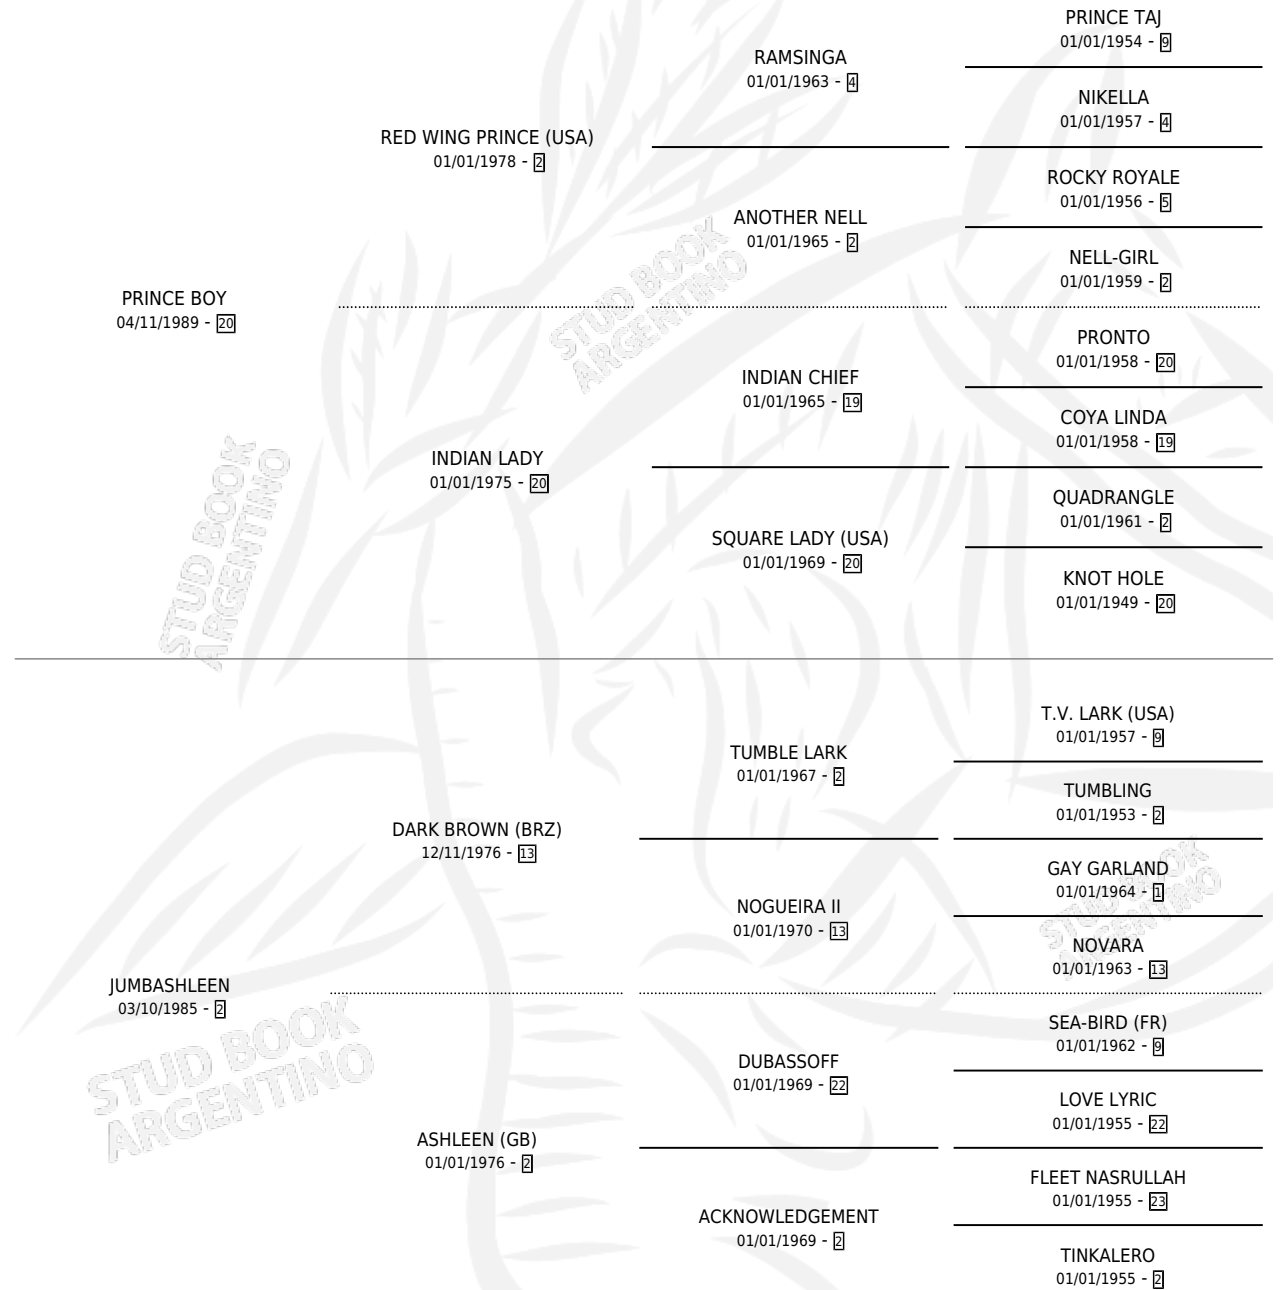 PRINCE TAJ
01/01/1954 - 9
RAMSINGA
01/01/1963 - 4
NIKELLA
01/01/1957 - 4
RED WING PRINCE (USA)
01/01/1978 - 2
ROCKY ROYALE
01/01/1956 - 5
ANOTHER NELL
01/01/1965 - 2
NELL-GIRL
01/01/1959 - 2
PRINCE BOY
04/11/1989 - 20
PRONTO
01/01/1958 - 20
INDIAN CHIEF
01/01/1965 - 19
COYA LINDA
01/01/1958 - 19
INDIAN LADY
01/01/1975 - 20
QUADRANGLE
01/01/1961 - 2
SQUARE LADY (USA)
01/01/1969 - 20
KNOT HOLE
01/01/1949 - 20
STUD BOOK
ARGENTINO
STUD BOOK
ARGENTINO
T.V. LARK (USA)
01/01/1957 - 9
TUMBLE LARK
01/01/1967 - 2
TUMBLING
01/01/1953 - 2
DARK BROWN (BRZ)
12/11/1976 - 13
GAY GARLAND
01/01/1964 - 1
NOGUEIRA II
01/01/1970 - 13
NOVARA
01/01/1963 - 13
JUMBASHLEEN
03/10/1985 - 2
SEA-BIRD (FR)
01/01/1962 - 9
DUBASSOFF
01/01/1969 - 22
LOVE LYRIC
01/01/1955 - 22
ASHLEEN (GB)
01/01/1976 - 2
FLEET NASRULLAH
01/01/1955 - 23
ACKNOWLEDGEMENT
01/01/1969 - 2
TINKALERO
01/01/1955 - 2
STUD BOOK
ARGENTINO
STUD BOOK
ARGENTINO